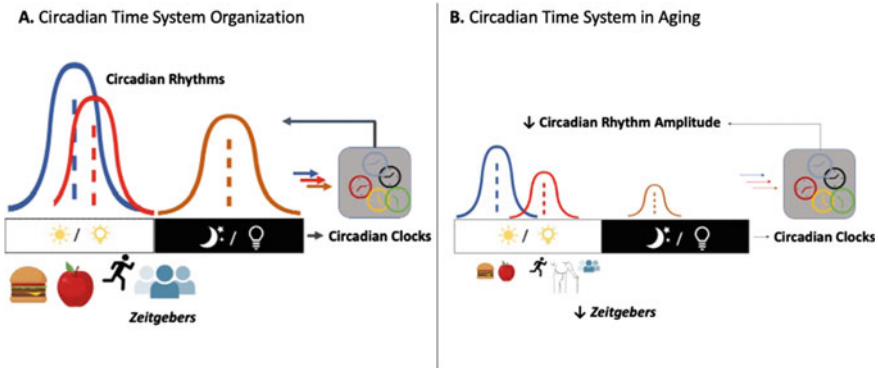 A. Circadian Time System Organization
Circadian Rhythms
/
/
Circadian Clocks
Zeitgebers
B. Circadian Time System in Aging
↓ Circadian Rhythm Amplitude
/
/
Circadian Clocks
↓ Zeitgebers